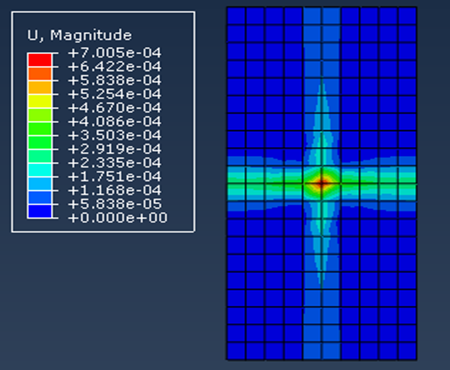 U, Magnitude
+7.005e-04
+6.422e-04
+5.838e-04
+5.254e-04
+4.670e-04
+4.086e-04
+3.503e-04
+2.919e-04
+2.335e-04
+1.751e-04
+1.168e-04
+5.838e-05
+0.000e+00